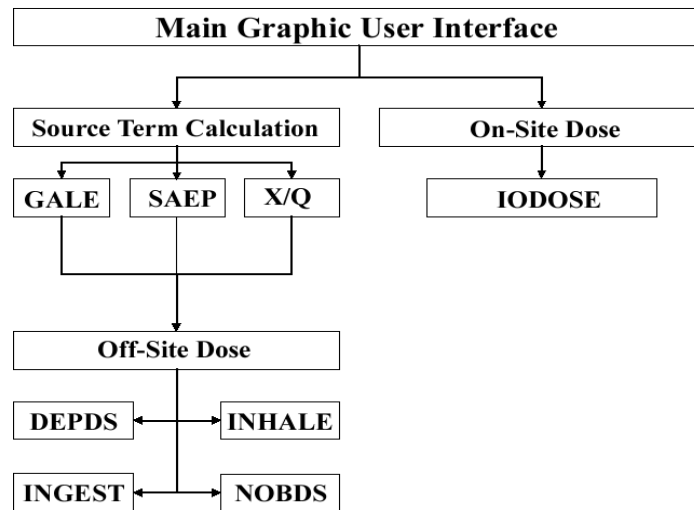 Main Graphic User Interface
Source Term Calculation
On-Site Dose
GALE
SAEP
X/Q
IODOSE
Off-Site Dose
DEPDS
INHALE
INGEST
NOBDS